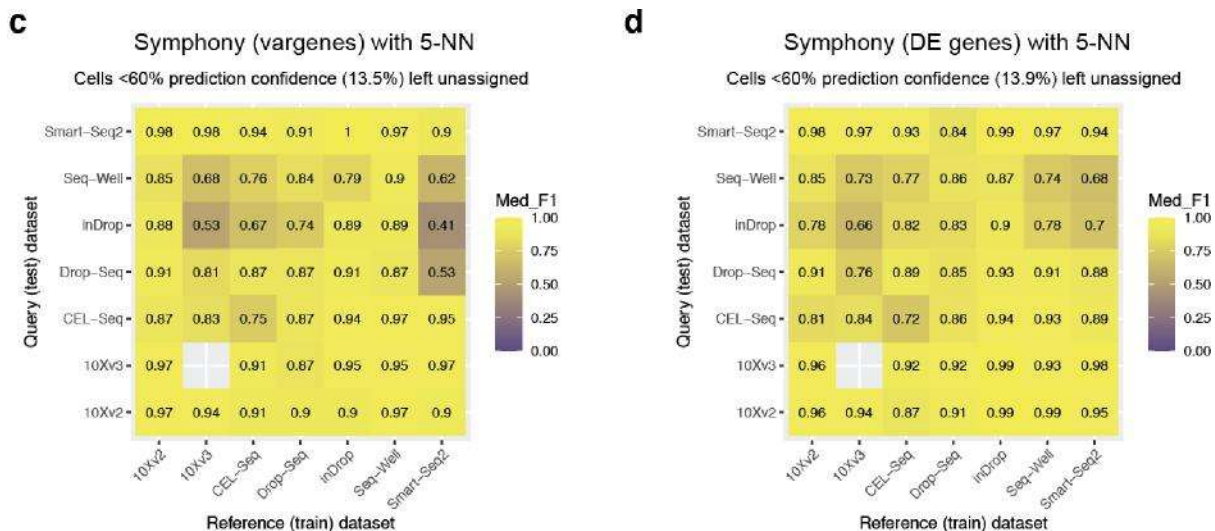 c
Symphony (vargenes) with 5-NN
Cells <60% prediction confidence (13.5%) left unassigned
Query (test) dataset
Smart-Seq2 0.98 0.98 0.94 0.91 1 0.97 0.9
Seq-Well 0.85 0.68 0.76 0.84 0.79 0.9 0.62
inDrop 0.88 0.53 0.67 0.74 0.89 0.89 0.41
Drop-Seq 0.91 0.81 0.87 0.87 0.91 0.87 0.53
CEL-Seq 0.87 0.83 0.75 0.87 0.94 0.97 0.95
10Xv3 0.97 0.91 0.87 0.95 0.95 0.97
10Xv2 0.97 0.94 0.91 0.9 0.9 0.97 0.9
10Xv2 10Xv3 CEL-Seq Drop-Seq inDrop Seq-Well Smart-Seq2
Reference (train) dataset
Med_F1
1.00
0.75
0.50
0.25
0.00
d
Symphony (DE genes) with 5-NN
Cells <60% prediction confidence (13.9%) left unassigned
Query (test) dataset
Smart-Seq2 0.98 0.97 0.93 0.84 0.99 0.97 0.94
Seq-Well 0.85 0.73 0.77 0.86 0.87 0.74 0.68
inDrop 0.78 0.66 0.82 0.83 0.9 0.78 0.7
Drop-Seq 0.91 0.76 0.89 0.85 0.93 0.91 0.88
CEL-Seq 0.81 0.84 0.72 0.86 0.94 0.93 0.89
10Xv3 0.96 0.92 0.92 0.99 0.93 0.98
10Xv2 0.96 0.94 0.87 0.91 0.99 0.99 0.95
10Xv2 10Xv3 CEL-Seq Drop-Seq inDrop Seq-Well Smart-Seq2
Reference (train) dataset
Med_F1
1.00
0.75
0.50
0.25
0.00